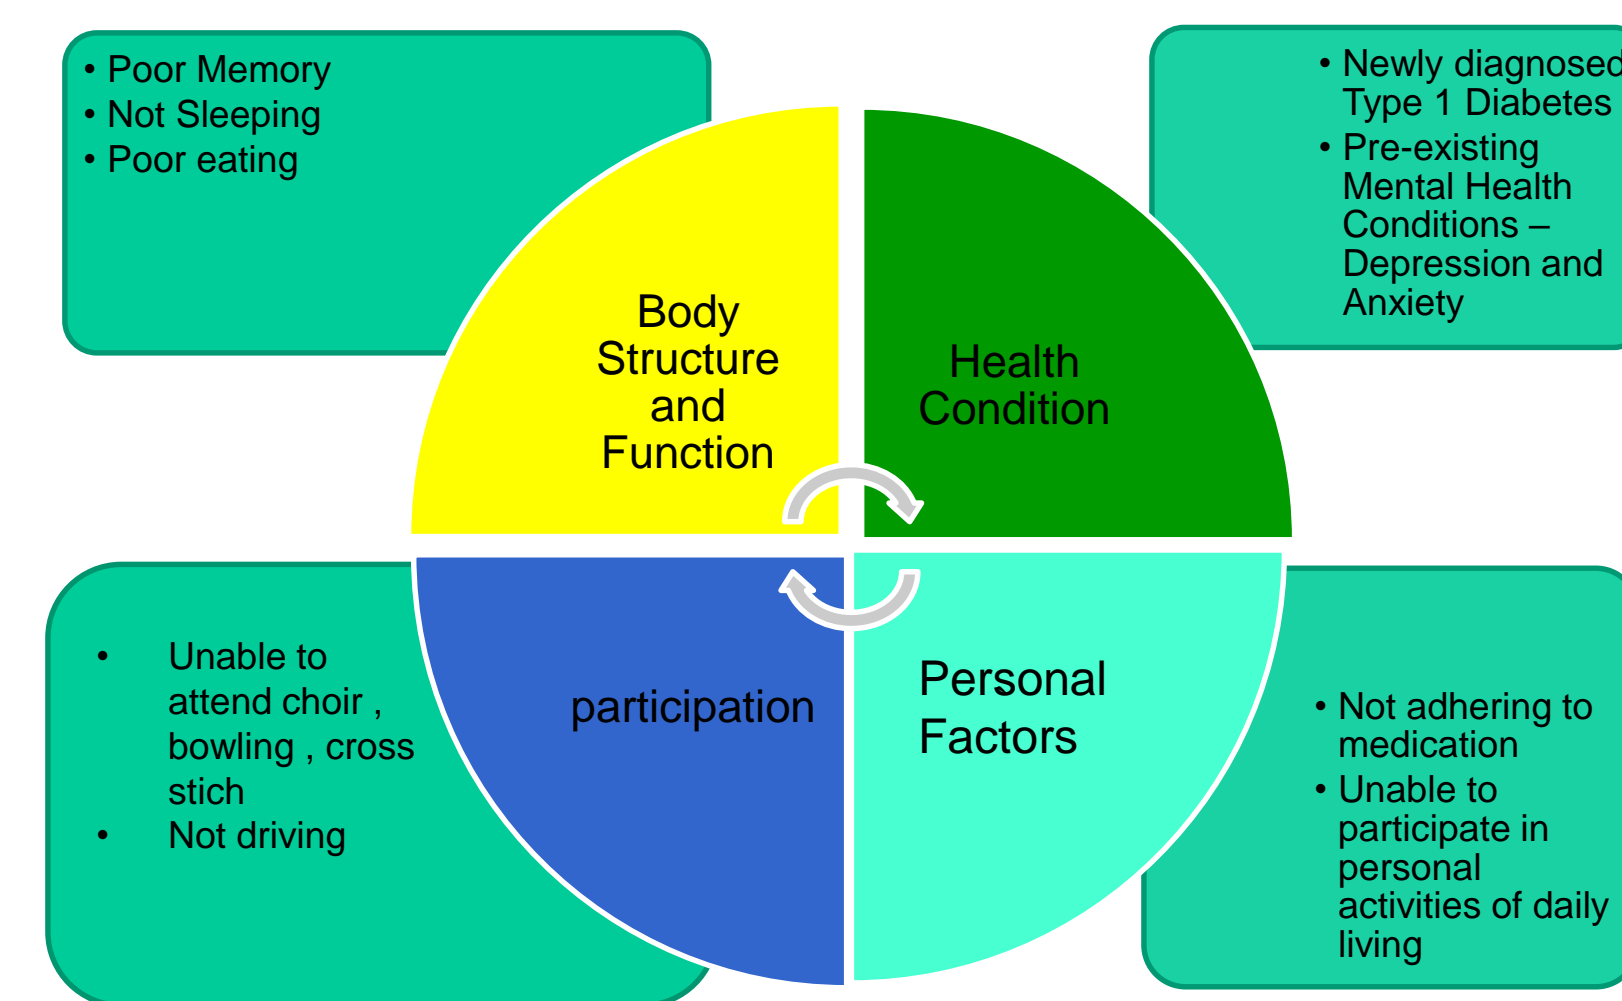 • Poor Memory
• Not Sleeping
• Poor eating
• Newly diagnosed
Type 1 Diabetes
• Pre-existing
Mental Health
Conditions –
Depression and
Anxiety
Body
Structure
and
Function
Health
Condition
• Unable to
attend choir ,
bowling , cross
stich
• Not driving
participation
Personal
Factors
• Not adhering to
medication
• Unable to
participate in
personal
activities of daily
living